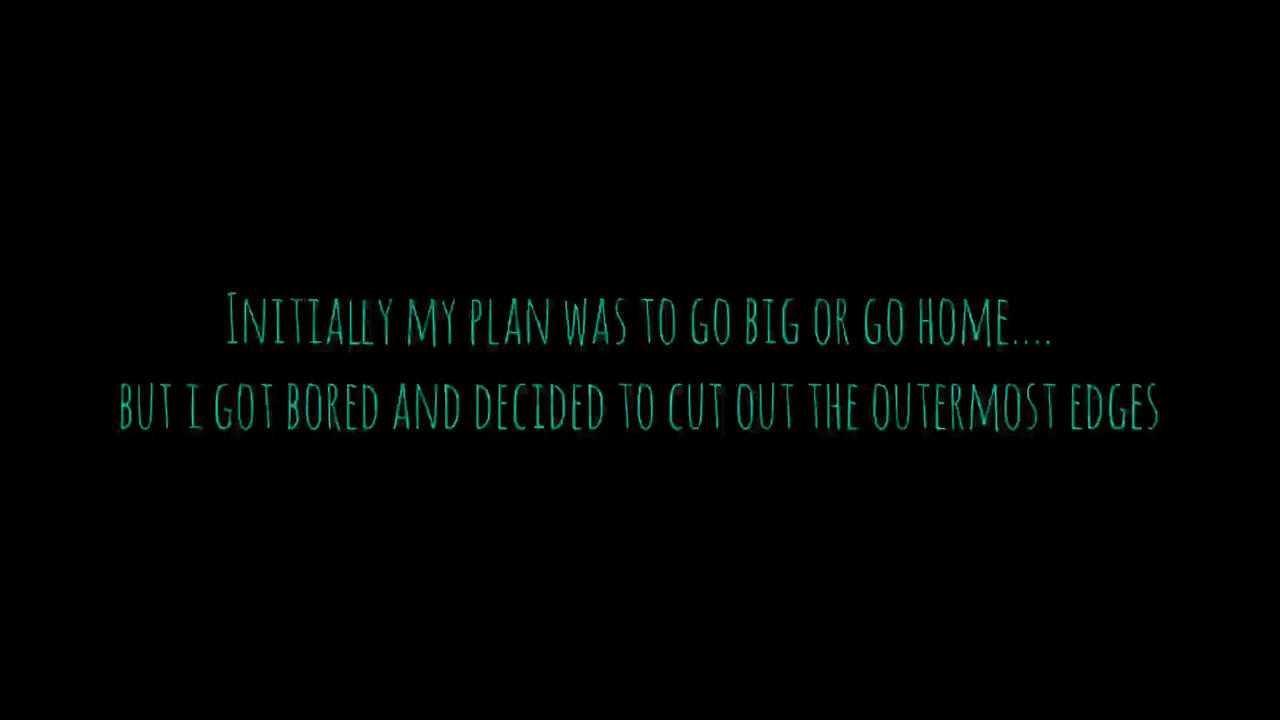 Initially my plan was to go big or go home....
but i got bored and decided to cut out the outermost edges